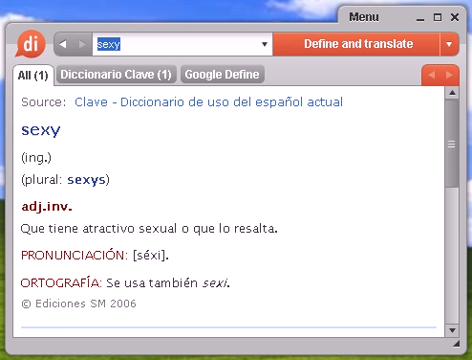 Menu
di
sexy
Define and translate
All (1)
Diccionario Clave (1)
Google Define
Source: Clave - Diccionario de uso del español actual
sexy
(ing.)
(plural: sexys)
adj.inv.
Que tiene atractivo sexual o que lo resalta.
PRONUNCIACIÓN: [séxi].
ORTOGRAFÍA: Se usa también sexi.
© Ediciones SM 2006